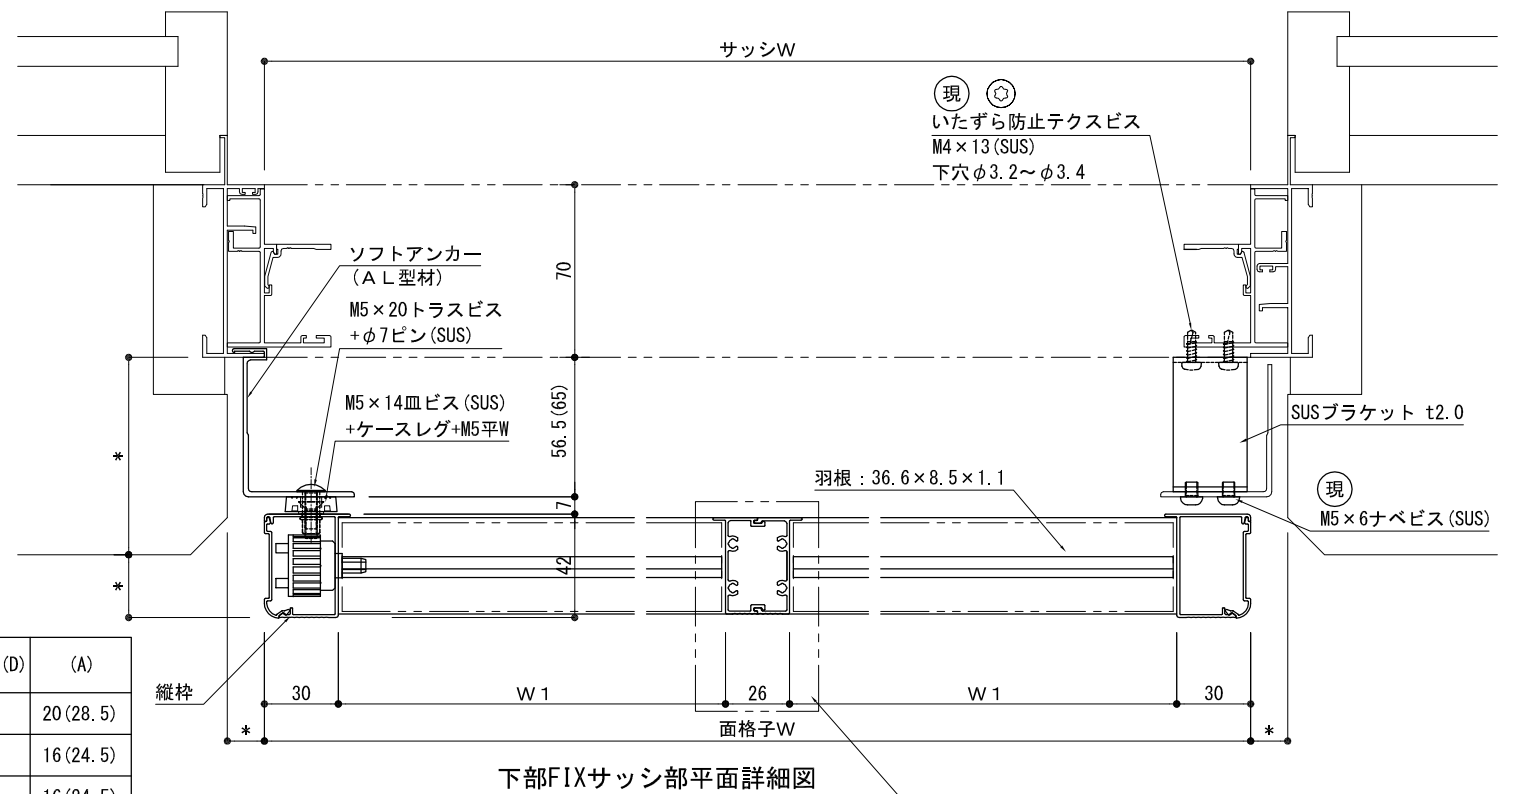 サッシW
現
いたずら防止テクスビス
M4×13(SUS)
下穴φ3.2～φ3.4
ソフトアンカー
(ＡＬ型材)
M5×20トラスビス
+φ7ピン(SUS)
70
M5×14皿ビス(SUS)
+ケースレグ+M5平W
56.5(65)
SUSブラケット t2.0
*
羽根：36.6×8.5×1.1
7
現
M5×6ナベビス(SUS)
42
*
(D) (A)
20(28.5)
16(24.5)
16(24.5)
縦枠
30 W1 26 W1 30
* 面格子W *
下部FIXサッシ部平面詳細図